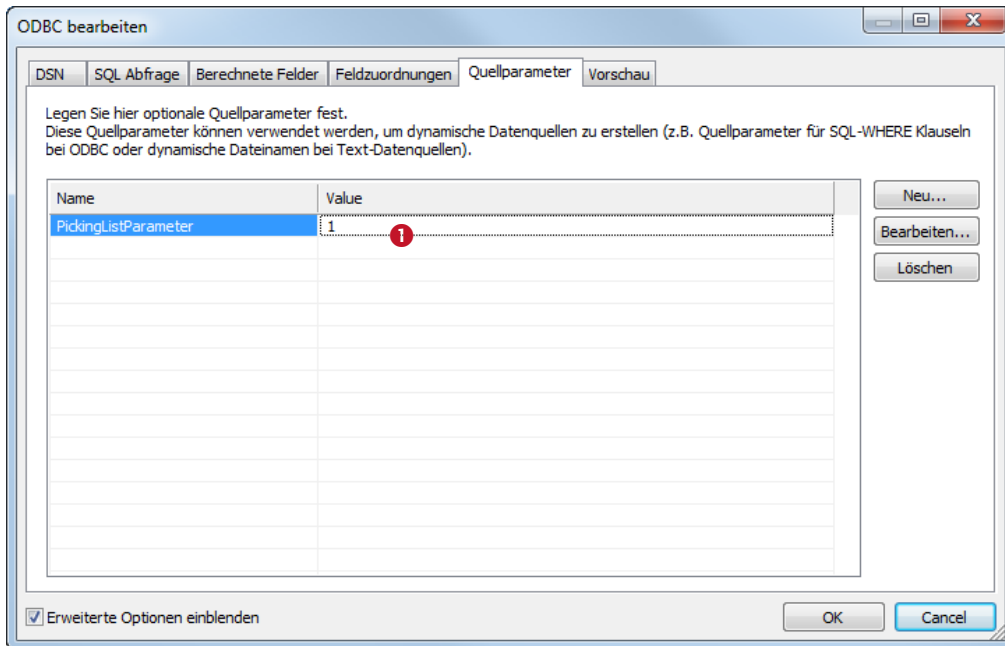 ODBC bearbeiten
DSN SQL Abfrage Berechnete Felder Feldzuordnungen Quellparameter Vorschau
Legen Sie hier optionale Quellparameter fest.
Diese Quellparameter können verwendet werden, um dynamische Datenquellen zu erstellen (z.B. Quellparameter für SQL-WHERE Klauseln
bei ODBC oder dynamische Dateinamen bei Text-Datenquellen).
Name Value Neu...
PickingListParameter 1 1 Bearbeiten...
Löschen
Erweiterte Optionen einblenden OK Cancel